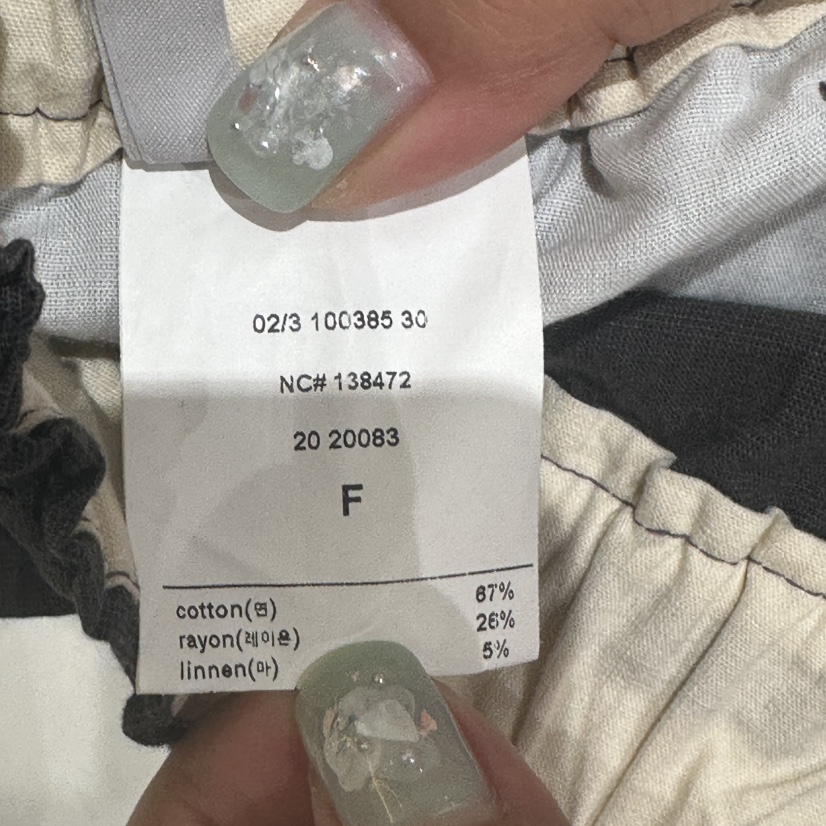 02/3 100385 30
NC# 138472
20 20083
F
cotton(면) 67%
rayon(레이온) 26%
linnen(마) 5%